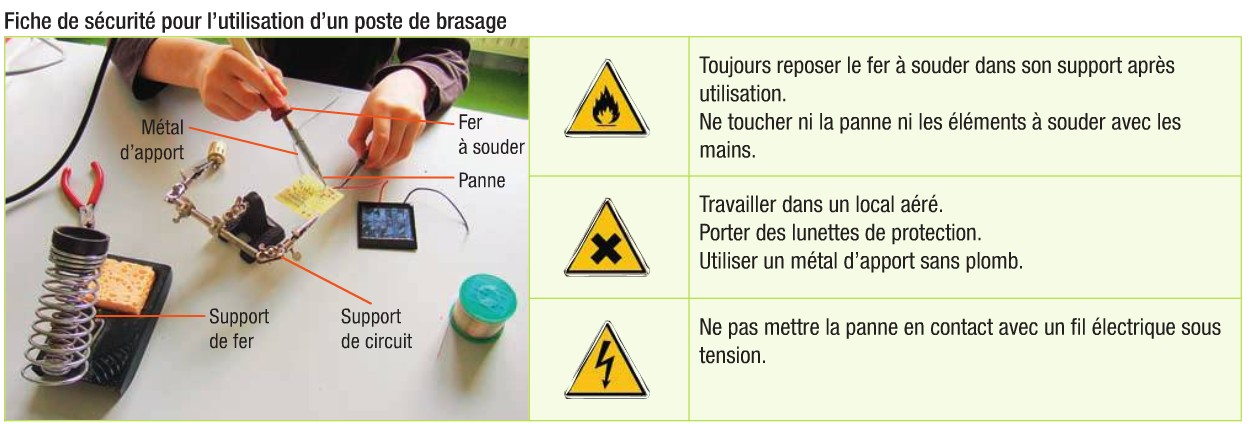 Fiche de sécurité pour l'utilisation d'un poste de brasage
Métal
d'apport
Fer
à souder
Panne
Support
de fer
Support
de circuit
Toujours reposer le fer à souder dans son support après
utilisation.
Ne toucher ni la panne ni les éléments à souder avec les
mains.
Travailler dans un local aéré.
Porter des lunettes de protection.
Utiliser un métal d'apport sans plomb.
Ne pas mettre la panne en contact avec un fil électrique sous
tension.